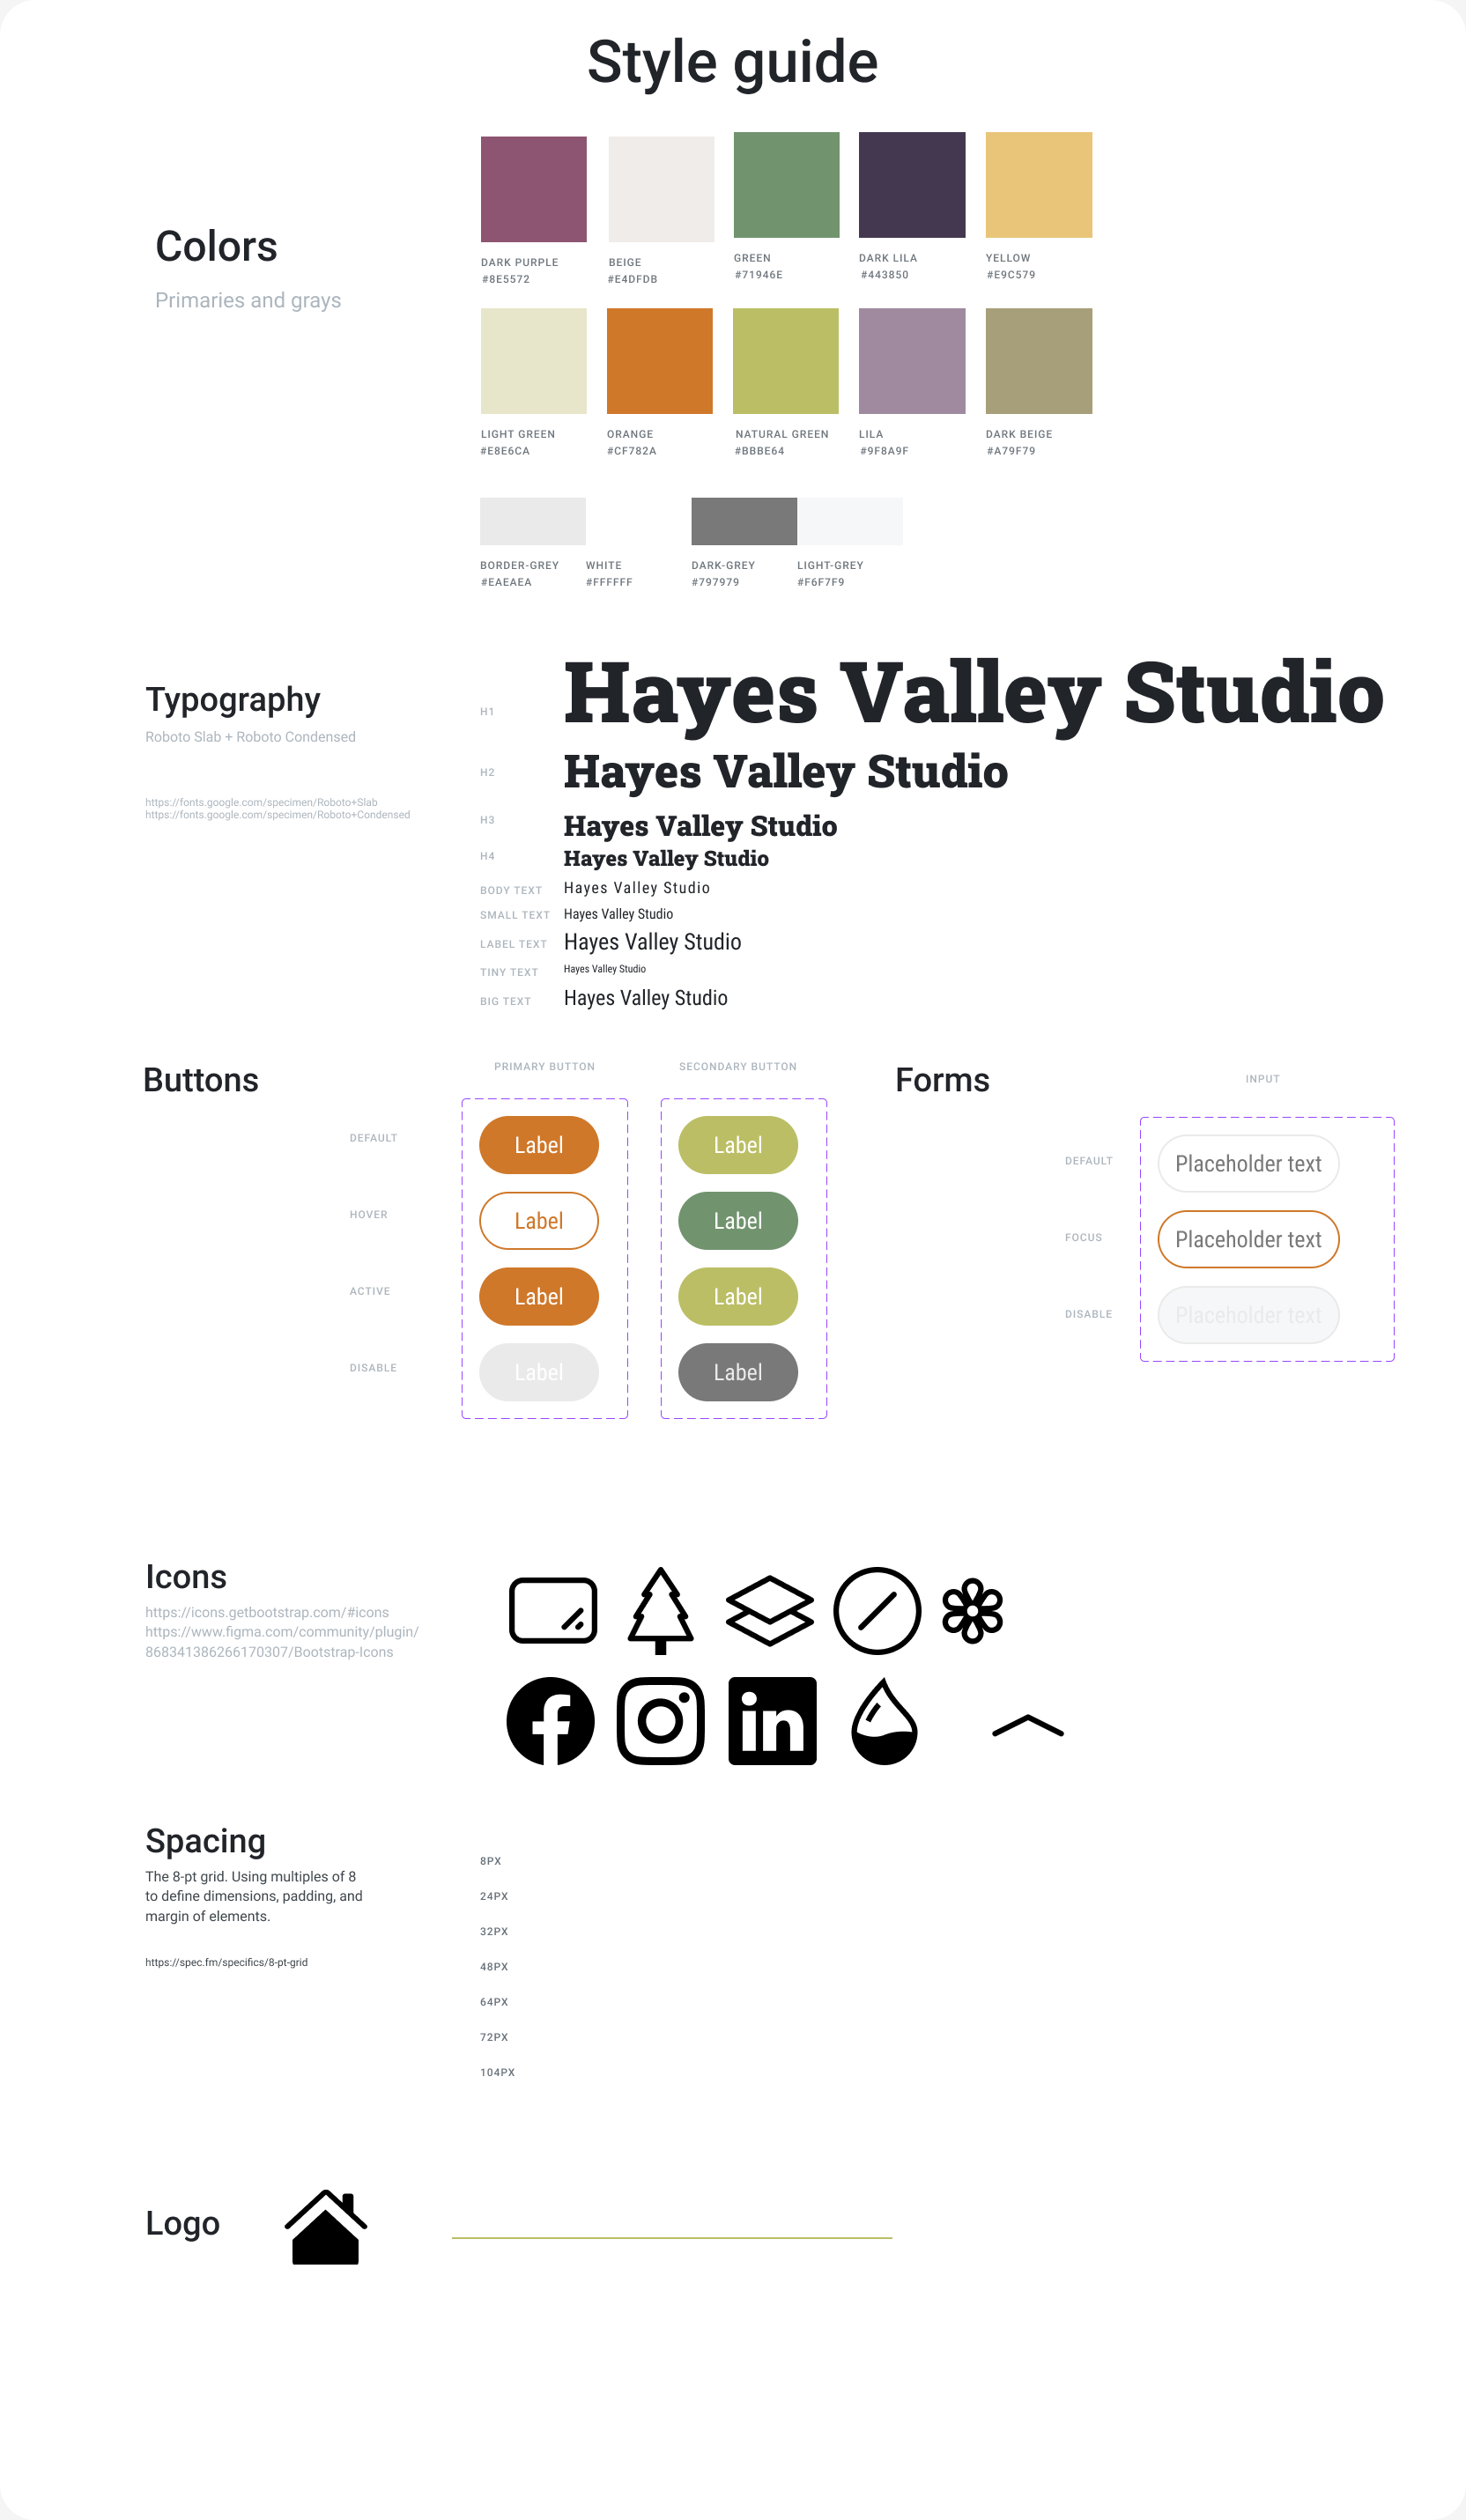 Style guide
Colors
Primaries and grays
DARK PURPLE
#8E5572
BEIGE
#E4DFDB
GREEN
#71946E
DARK LILA
#443850
YELLOW
#E9C579
LIGHT GREEN
#E8E6CA
ORANGE
#CF782A
NATURAL GREEN
#BBBE64
LILA
#9F8A9F
DARK BEIGE
#A79F79
BORDER-GREY
#EAEAEA
WHITE
#FFFFFF
DARK-GREY
#797979
LIGHT-GREY
#F6F7F9
Typography
Roboto Slab + Roboto Condensed
https://fonts.google.com/specimen/Roboto+Slab
https://fonts.google.com/specimen/Roboto+Condensed
H1
Hayes Valley Studio
H2
Hayes Valley Studio
H3
Hayes Valley Studio
H4
Hayes Valley Studio
BODY TEXT
Hayes Valley Studio
SMALL TEXT
Hayes Valley Studio
LABEL TEXT
Hayes Valley Studio
TINY TEXT
Hayes Valley Studio
BIG TEXT
Hayes Valley Studio
Buttons
PRIMARY BUTTON
SECONDARY BUTTON
DEFAULT
Label
Label
HOVER
Label
Label
ACTIVE
Label
Label
DISABLE
Label
Label
Forms
INPUT
DEFAULT
Placeholder text
FOCUS
Placeholder text
DISABLE
Placeholder text
Icons
https://icons.getbootstrap.com/#icons
https://www.figma.com/community/plugin/
868341386266170307/Bootstrap-Icons
in
Spacing
The 8-pt grid. Using multiples of 8
to define dimensions, padding, and
margin of elements.
https://spec.fm/specifics/8-pt-grid
8PX
24PX
32PX
48PX
64PX
72PX
104PX
Logo